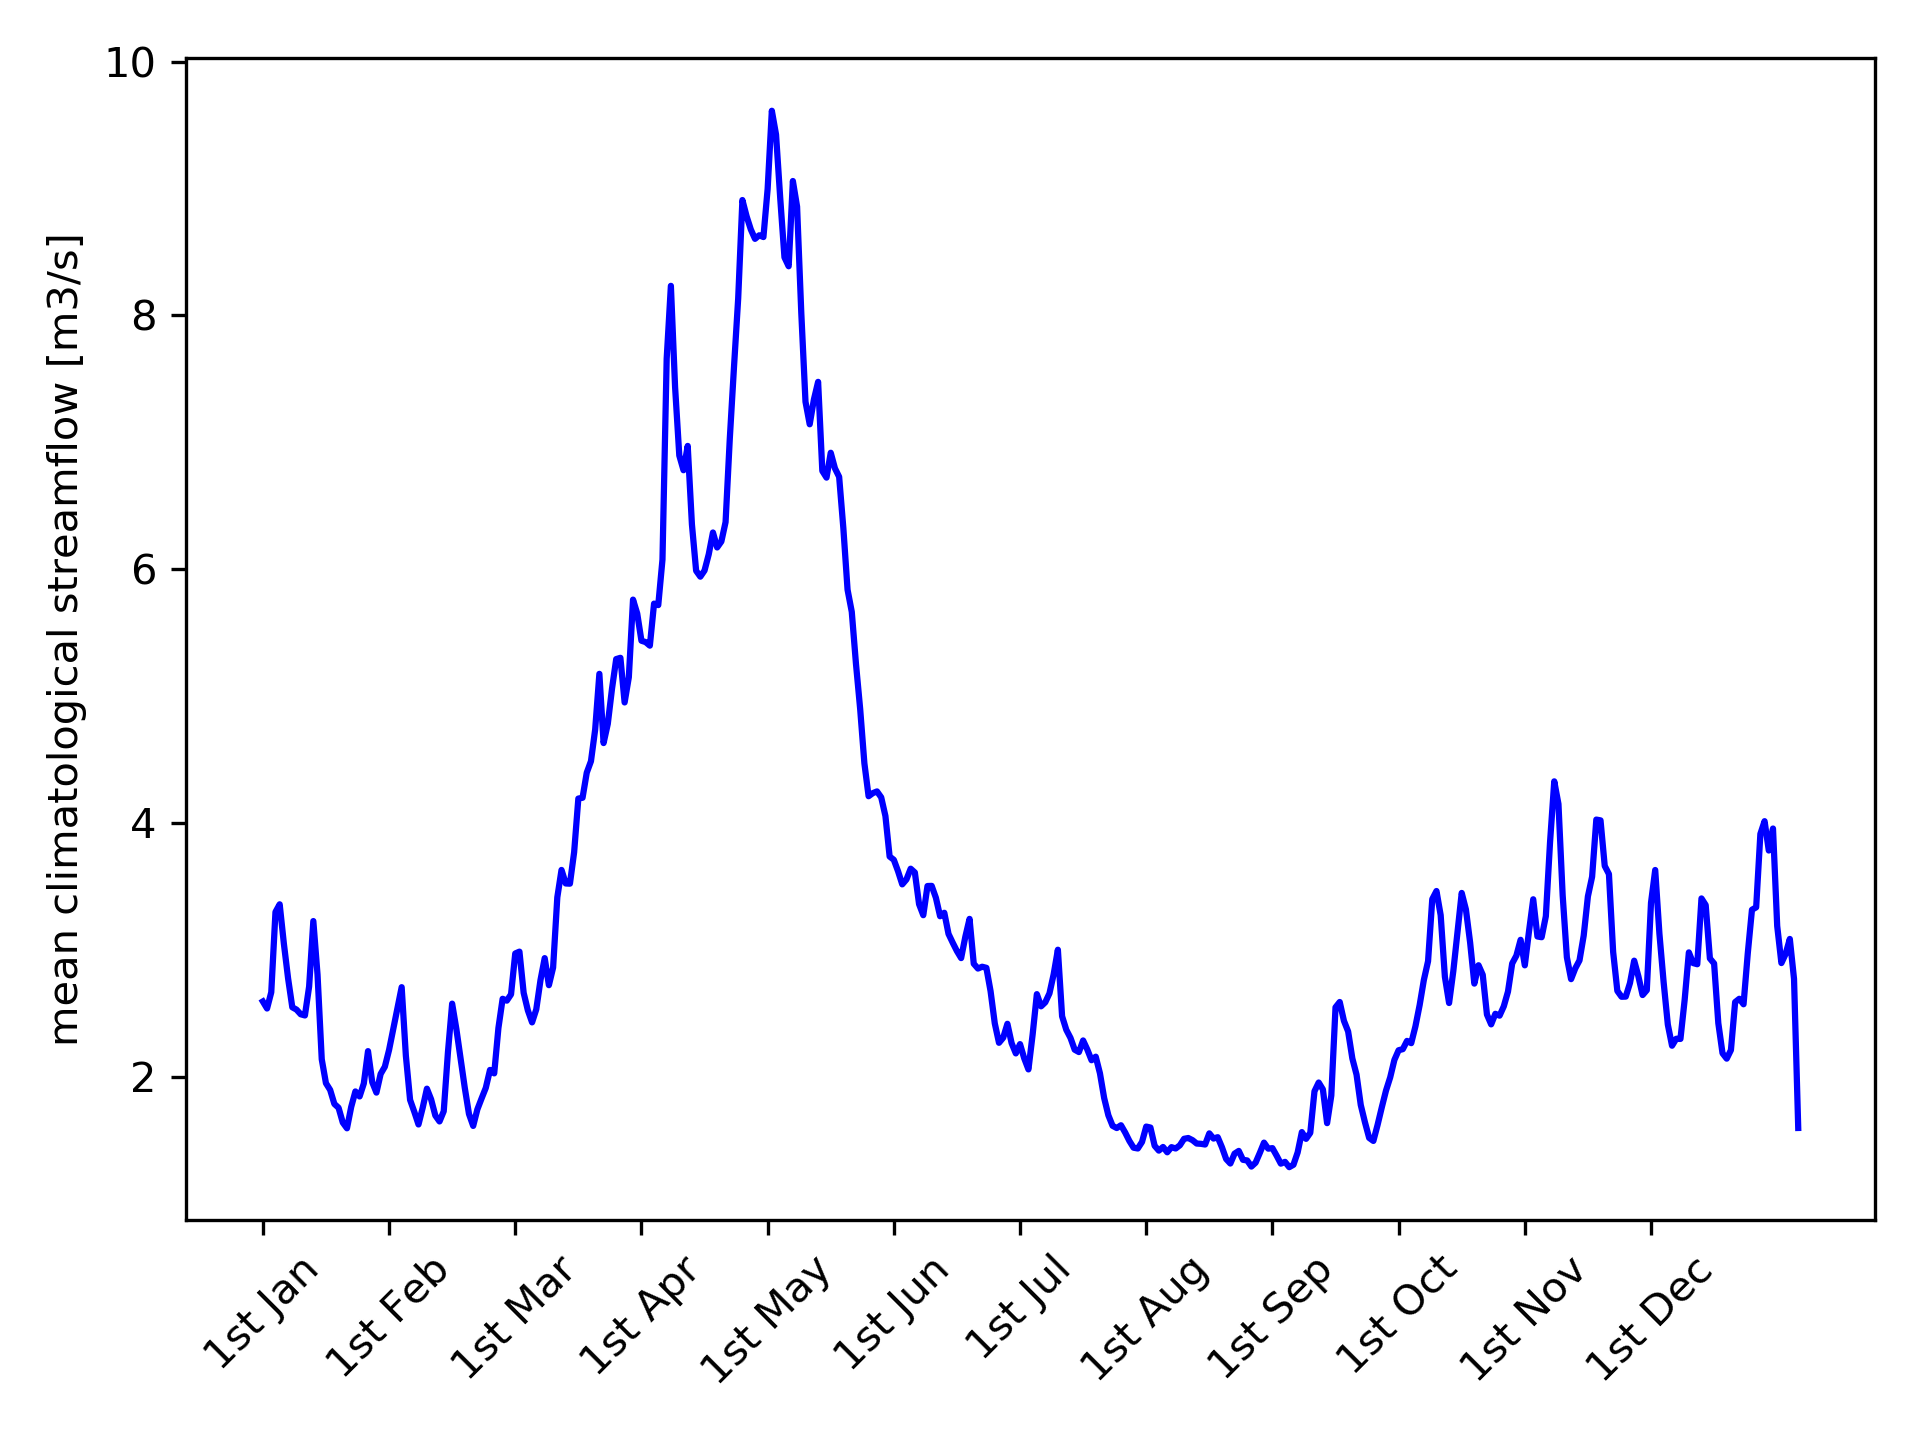 mean climatological streamflow [m3/s]
10
8
6
4
2
1st Jan
1st Feb
1st Mar
1st Apr
1st May
1st Jun
1st Jul
1st Aug
1st Sep
1st Oct
1st Nov
1st Dec